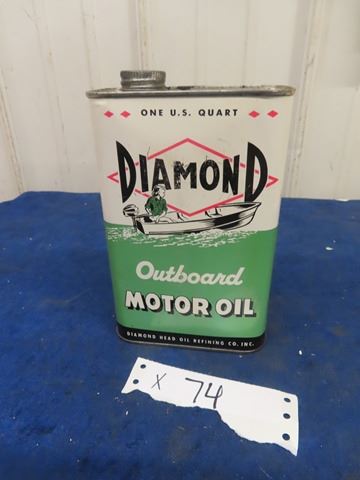 ONE U.S. QUART
DIAMOND
Outboard
MOTOR OIL
DIAMOND HEAD OIL REFINING CO. INC.
X 74